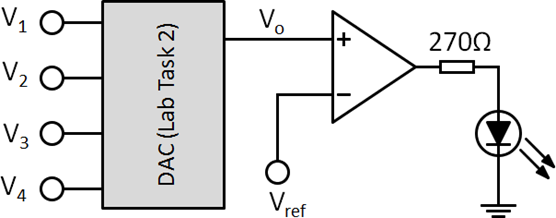 V1
V2
V3
V4
DAC (Lab Task 2)
Vo
+
−
Vref
270Ω